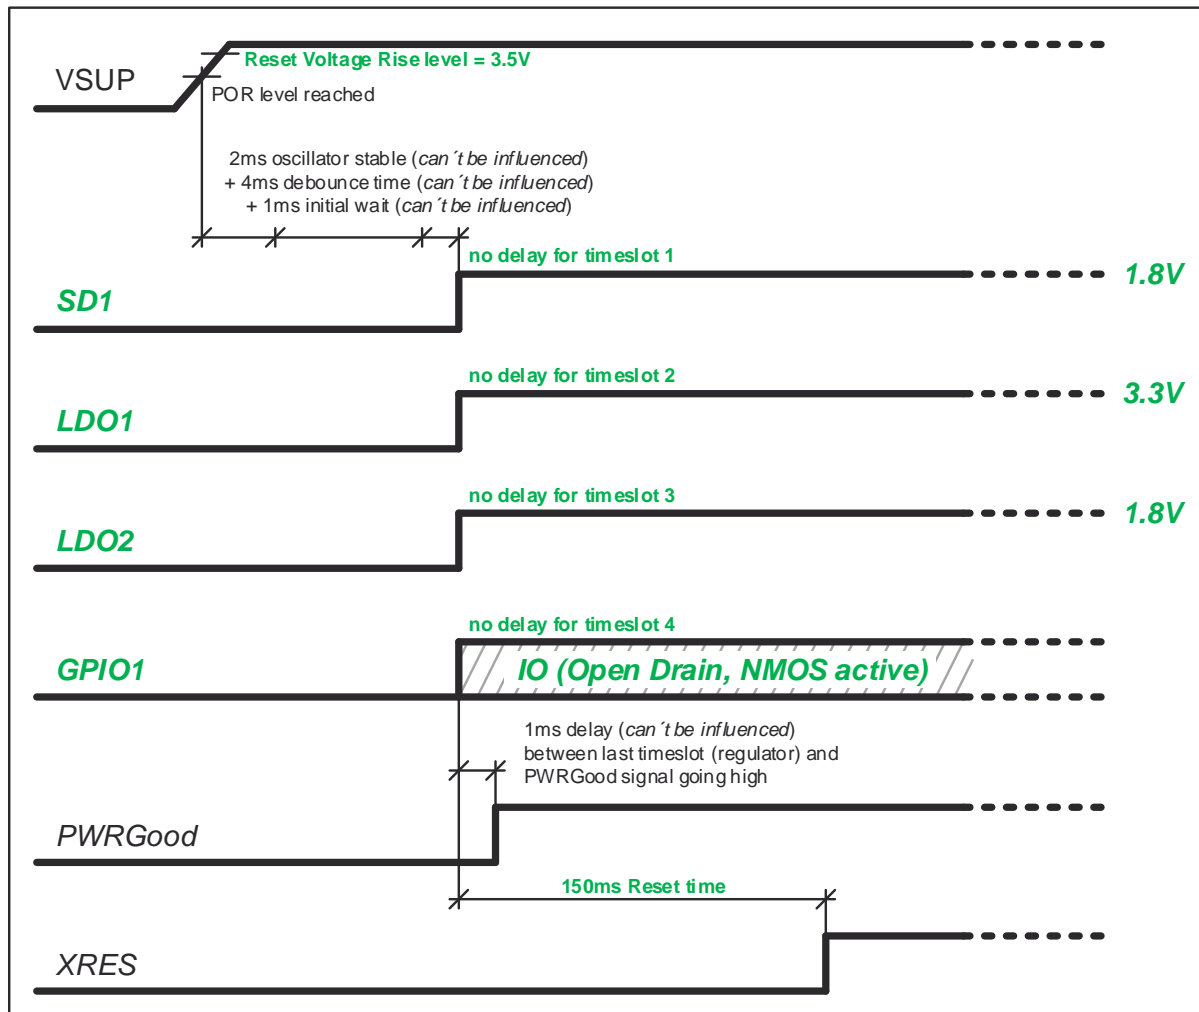 Reset Voltage Rise level = 3.5V
VSUP
POR level reached
2ms oscillator stable (can´t be influenced)
+ 4ms debounce time (can´t be influenced)
+ 1ms initial wait (can´t be influenced)
no delay for timeslot 1
SD1
1.8V
no delay for timeslot 2
LDO1
3.3V
no delay for timeslot 3
LDO2
1.8V
no delay for timeslot 4
GPIO1
IO (Open Drain, NMOS active)
1ms delay (can´t be influenced)
between last timeslot (regulator) and
PWRGood signal going high
PWRGood
150ms Reset time
XRES